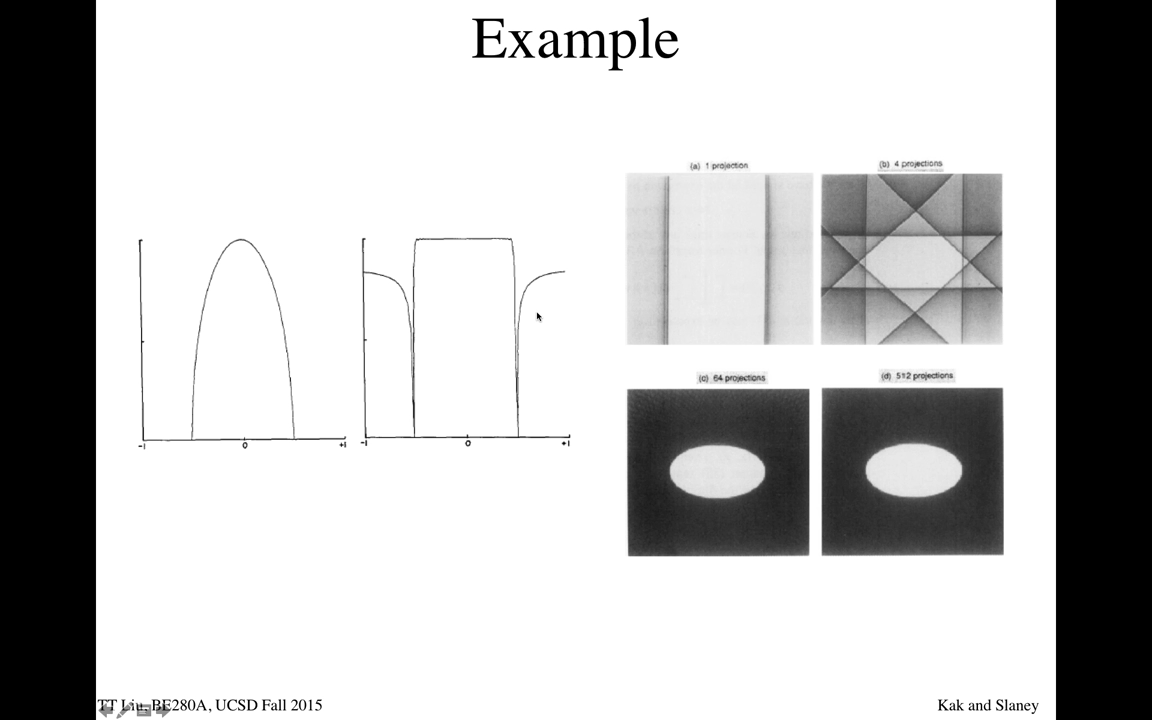 Example
(a) 1 projection
(b) 4 projections
-1
0
+1
-1
0
+1
(c) 64 projections
(d) 512 projections
TT Liu, BE280A, UCSD Fall 2015
Kak and Slaney